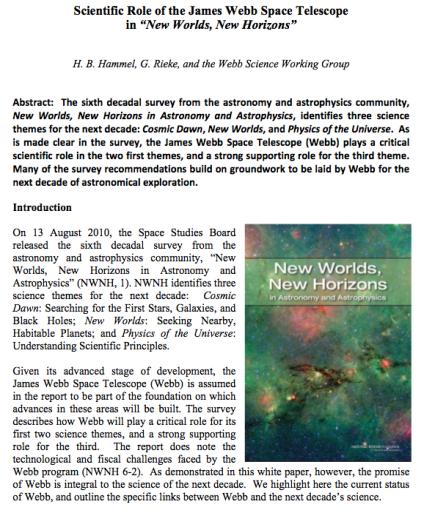 Scientific Role of the James Webb Space Telescope
in “New Worlds, New Horizons”
H. B. Hammel, G. Rieke, and the Webb Science Working Group
Abstract: The sixth decadal survey from the astronomy and astrophysics community,
New Worlds, New Horizons in Astronomy and Astrophysics, identifies three science
themes for the next decade: Cosmic Dawn, New Worlds, and Physics of the Universe. As
is made clear in the survey, the James Webb Space Telescope (Webb) plays a critical
scientific role in the two first themes, and a strong supporting role for the third theme.
Many of the survey recommendations build on groundwork to be laid by Webb for the
next decade of astronomical exploration.
Introduction
On 13 August 2010, the Space Studies Board
released the sixth decadal survey from the
astronomy and astrophysics community, “New
Worlds, New Horizons in Astronomy and
Astrophysics” (NWNH, 1). NWNH identifies three
science themes for the next decade: Cosmic
Dawn: Searching for the First Stars, Galaxies, and
Black Holes; New Worlds: Seeking Nearby,
Habitable Planets; and Physics of the Universe:
Understanding Scientific Principles.
Given its advanced stage of development, the
James Webb Space Telescope (Webb) is assumed
in the report to be part of the foundation on which
advances in these areas will be built. The survey
describes how Webb will play a critical role for its
first two science themes, and a strong supporting
role for the third. The report does note the
technological and fiscal challenges faced by the
Webb program (NWNH 6-2). As demonstrated in this white paper, however, the promise
of Webb is integral to the science of the next decade. We highlight here the current status
of Webb, and outline the specific links between Webb and the next decade’s science.
New Worlds,
New Horizons
in Astronomy and Astrophysics